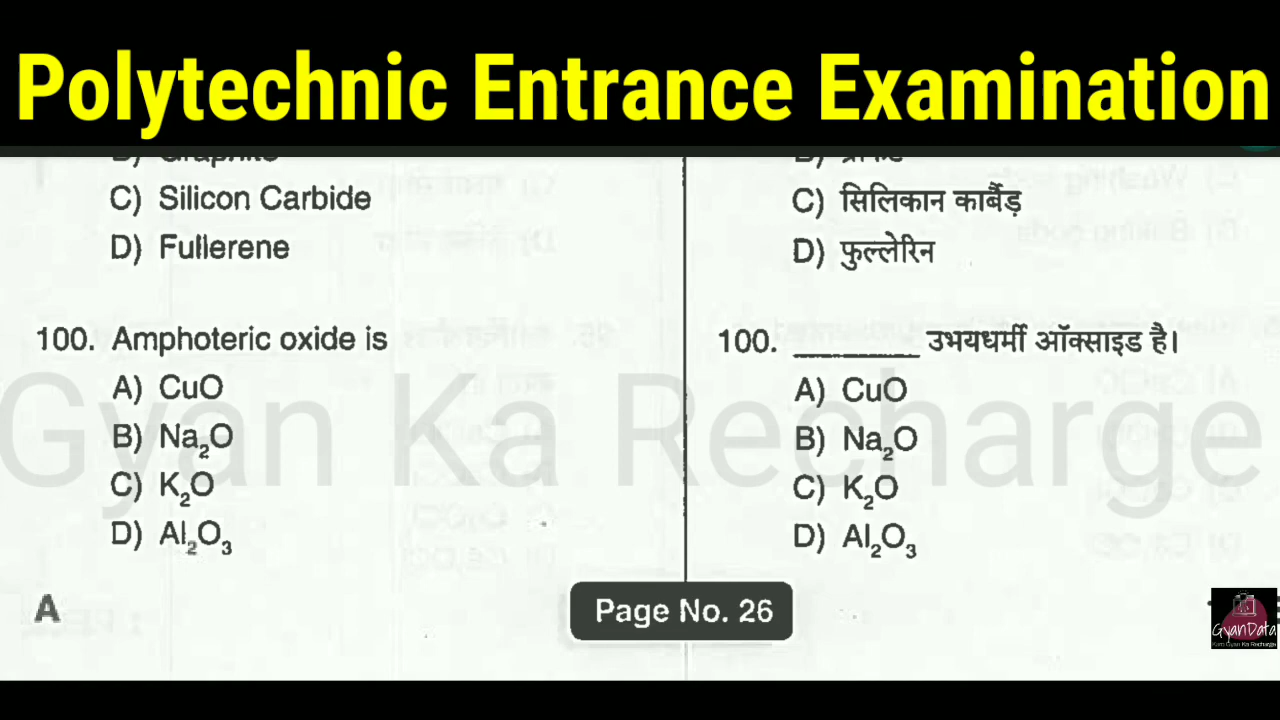 Polytechnic Entrance Examination
C) Silicon Carbide
D) Fullerene
100. Amphoteric oxide is
A) CuO
B) Na₂O
C) K₂O
D) Al₂O₃
A
C) सिलिकान कार्बैड़
D) फुल्लेरिन
100. ________ उभयधर्मी ऑक्साइड है।
A) CuO
B) Na₂O
C) K₂O
D) Al₂O₃
Page No. 26
Gyan Ka Recharge
GyanData